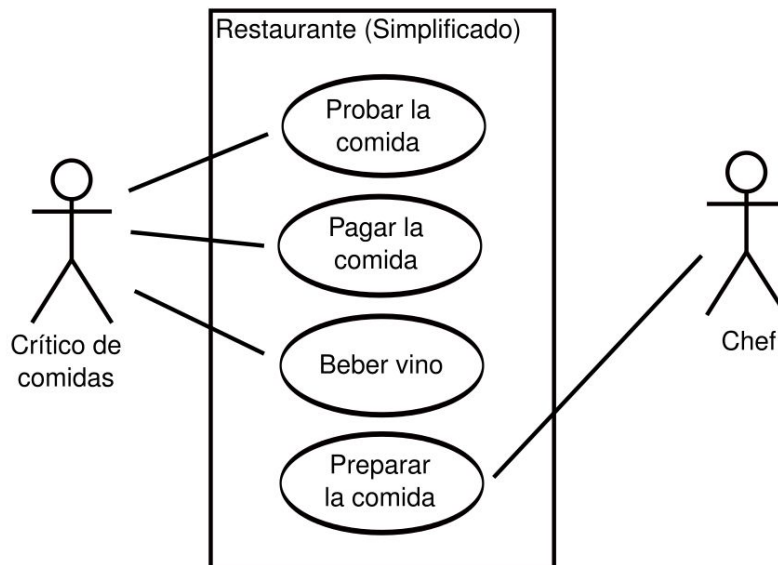 Restaurante (Simplificado)
Probar la
comida
Pagar la
comida
Beber vino
Preparar
la comida
Crítico de
comidas
Chef